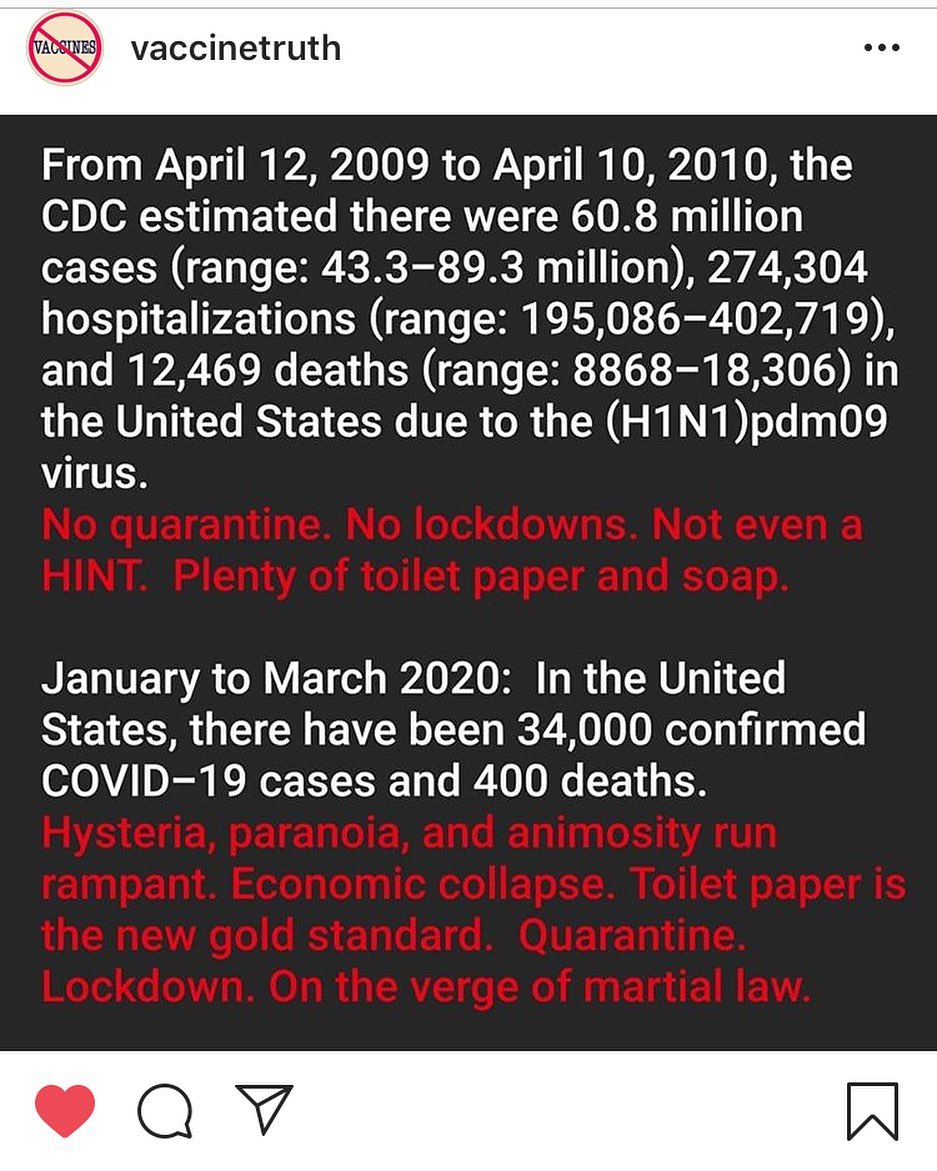 VACCINES
vaccinetruth
From April 12, 2009 to April 10, 2010, the
CDC estimated there were 60.8 million
cases (range: 43.3–89.3 million), 274,304
hospitalizations (range: 195,086–402,719),
and 12,469 deaths (range: 8868–18,306) in
the United States due to the (H1N1)pdm09
virus.
No quarantine. No lockdowns. Not even a
HINT.  Plenty of toilet paper and soap.
January to March 2020:  In the United
States, there have been 34,000 confirmed
COVID–19 cases and 400 deaths.
Hysteria, paranoia, and animosity run
rampant. Economic collapse. Toilet paper is
the new gold standard.  Quarantine.
Lockdown. On the verge of martial law.